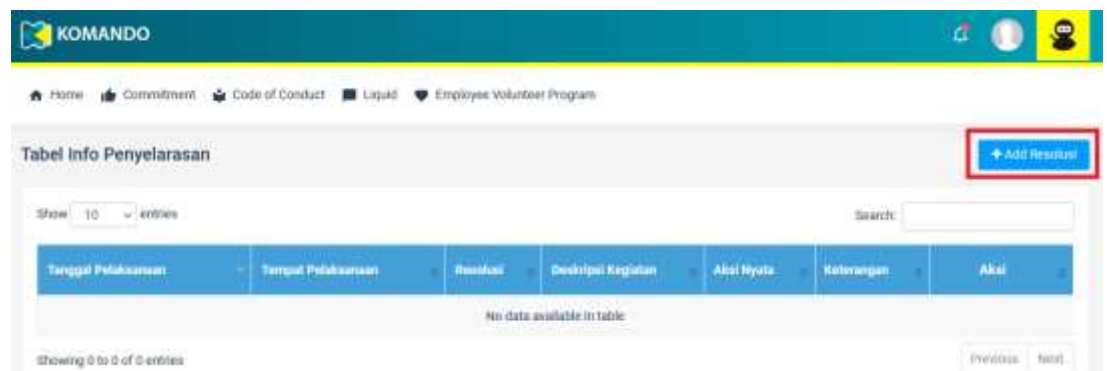 KOMANDO
Home Commitment Code of Conduct Liquid Employee Volunteer Program
Tabel Info Penyelarasan
+ Add Resolusi
Show 10 entries
Search:
Tanggal Pelaksanaan Tempat Pelaksanaan Resolusi Deskripsi Kegiatan Aksi Nyata Keterangan Aksi
No data available in table
Showing 0 to 0 of 0 entries
Previous Next